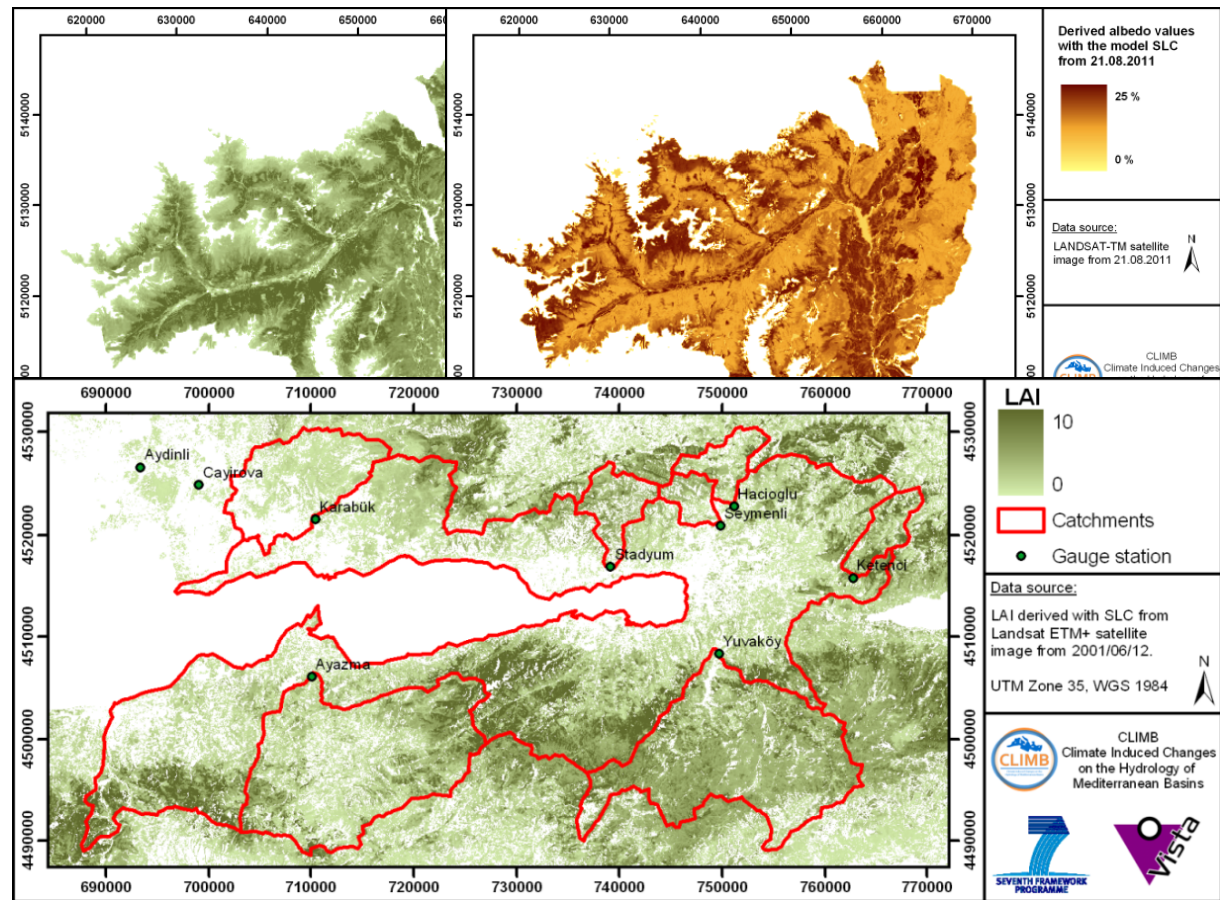 620000 630000 640000 650000 660
620000 630000 640000 650000 660000 670000
5140000
5130000
5120000
00
5140000
5130000
5120000
00
Derived albedo values
with the model SLC
from 21.08.2011
25 %
0 %
Data source:
LANDSAT-TM satellite
image from 21.08.2011
N
CLIMB
Climate Induced Changes
690000 700000 710000 720000 730000 740000 750000 760000 770000
4530000
4520000
4510000
4500000
4490000
Aydinli
Cayirova
Karabük
Stadyum
Hacioglu
Seymenli
Ketenci
Yuvaköy
Ayazma
4530000
4520000
4510000
4500000
4490000
690000 700000 710000 720000 730000 740000 750000 760000 770000
LAI
10
0
Catchments
Gauge station
Data source:
LAI derived with SLC from
Landsat ETM+ satellite
image from 2001/06/12.
UTM Zone 35, WGS 1984
N
CLIMB
CLIMB
Climate Induced Changes
on the Hydrology of
Mediterranean Basins
SEVENTH FRAMEWORK
PROGRAMME
Vista